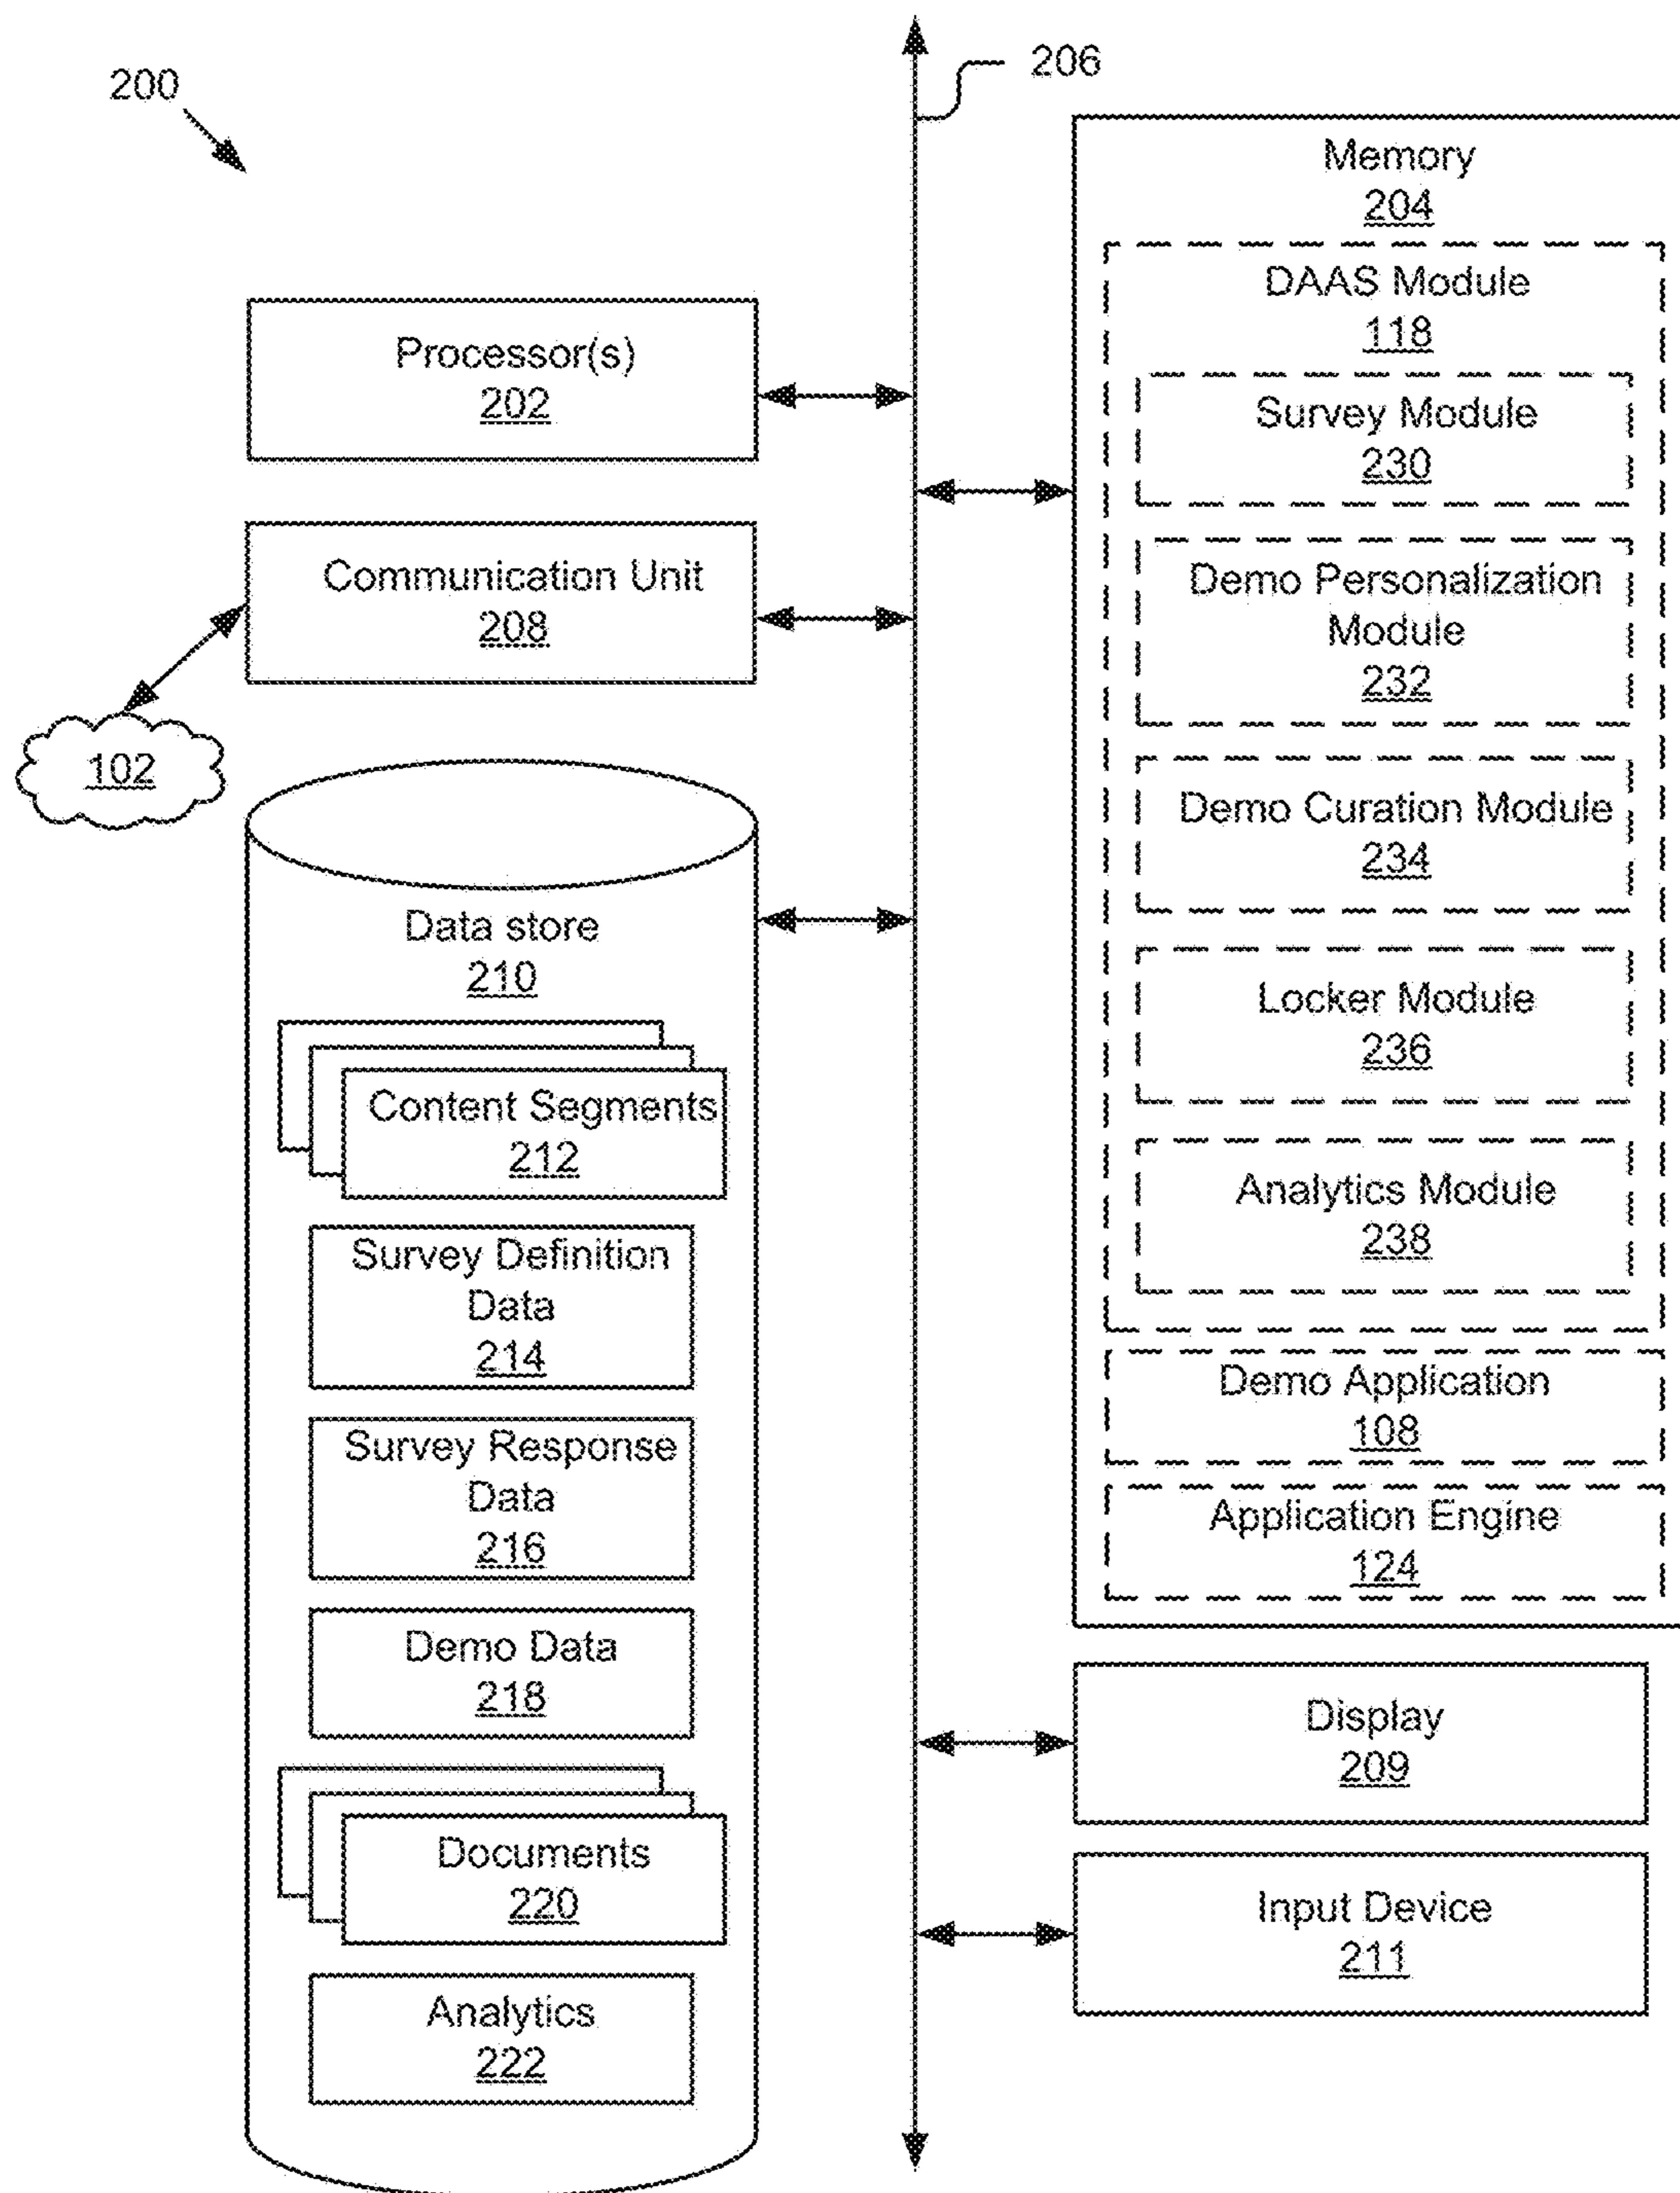 200
206
Processor(s)
202
Communication Unit
208
102
Data store
210
Content Segments
212
Survey Definition
Data
214
Survey Response
Data
216
Demo Data
218
Documents
220
Analytics
222
Memory
204
DAAS Module
118
Survey Module
230
Demo Personalization
Module
232
Demo Curation Module
234
Locker Module
236
Analytics Module
238
Demo Application
108
Application Engine
124
Display
209
Input Device
211